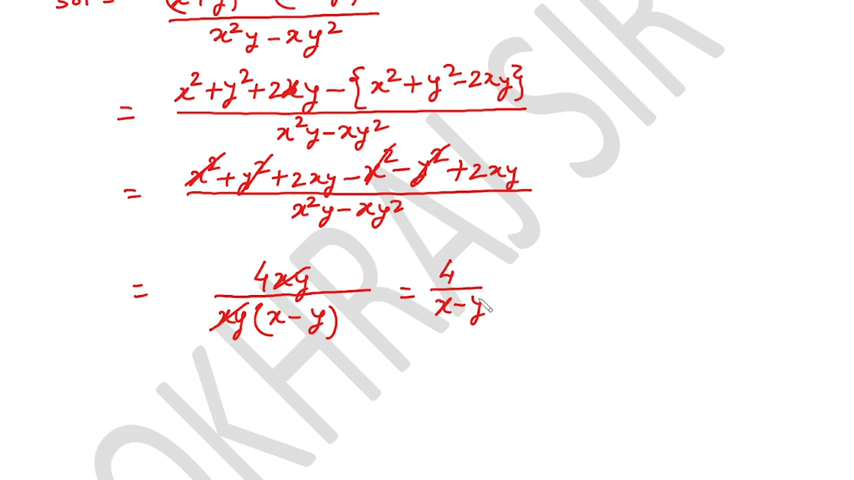 x²y - xy²
= x² + y² + 2xy - {x² + y² - 2xy}
x²y - xy²
= x² + y² + 2xy - x² - y² + 2xy
x²y - xy²
= 4xy = 4
xy(x - y) x - y
OKHRAJ SIR